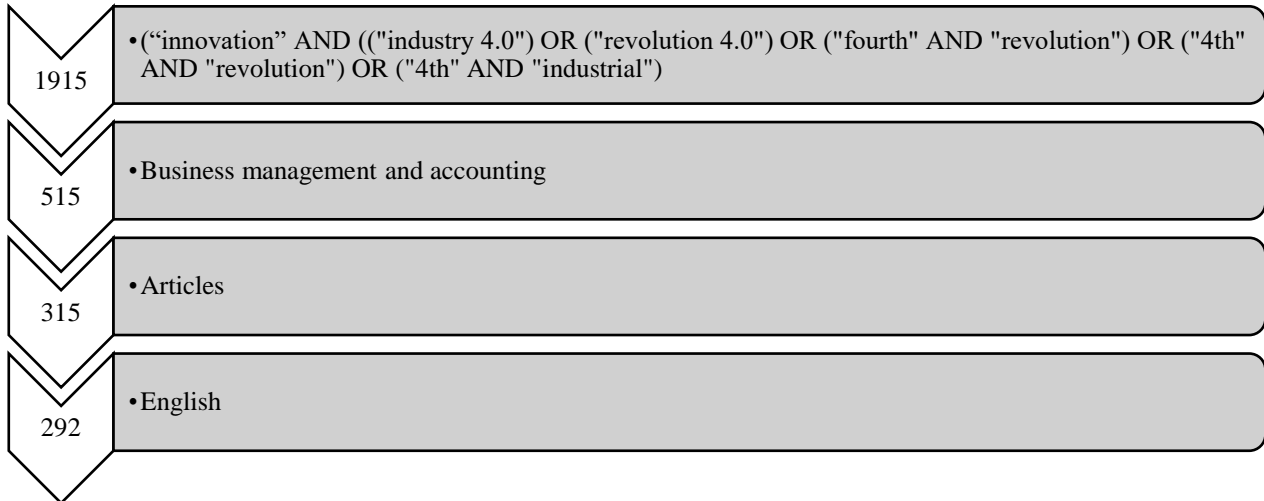 1915
•(“innovation” AND (("industry 4.0") OR ("revolution 4.0") OR ("fourth" AND "revolution") OR ("4th"
AND "revolution") OR ("4th" AND "industrial")
515
•Business management and accounting
315
•Articles
292
•English